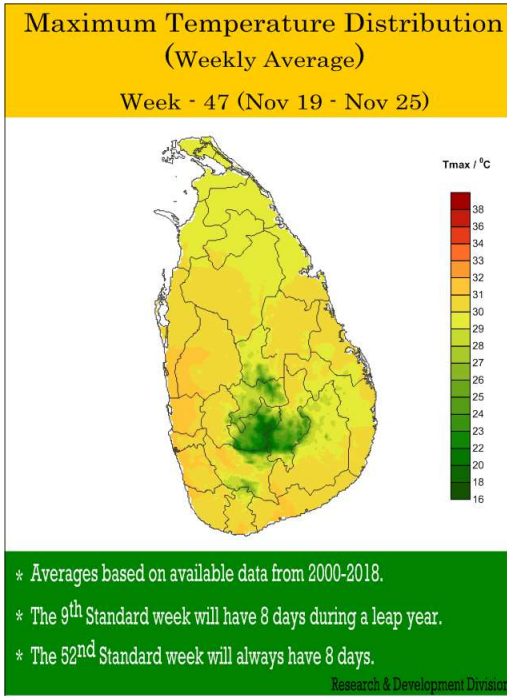 Maximum Temperature Distribution
(Weekly Average)
Week - 47 (Nov 19 - Nov 25)
Tmax / ⁰C
38
36
34
33
32
31
30
29
28
27
26
25
24
23
22
20
18
16
* Averages based on available data from 2000-2018.
* The 9th Standard week will have 8 days during a leap year.
* The 52nd Standard week will always have 8 days.
Research & Development Division